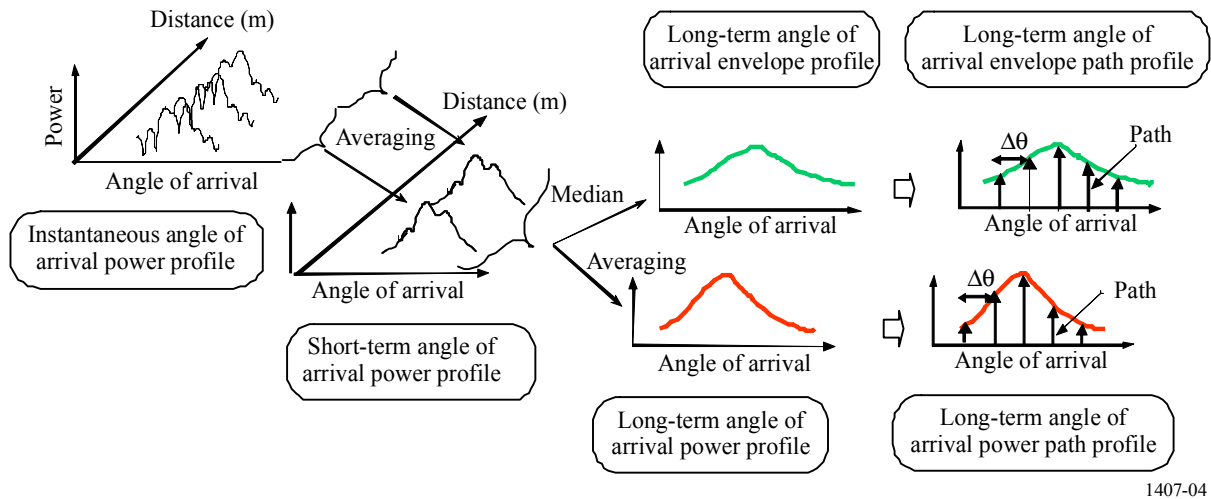 Distance (m)
Power
Angle of arrival
Instantaneous angle of
arrival power profile
Averaging
Distance (m)
Angle of arrival
Short-term angle of
arrival power profile
Median
Averaging
Long-term angle of
arrival envelope profile
Angle of arrival
Angle of arrival
Long-term angle of
arrival power profile
Long-term angle of
arrival envelope path profile
Δθ
Path
Angle of arrival
Δθ
Path
Angle of arrival
Long-term angle of
arrival power path profile
1407-04